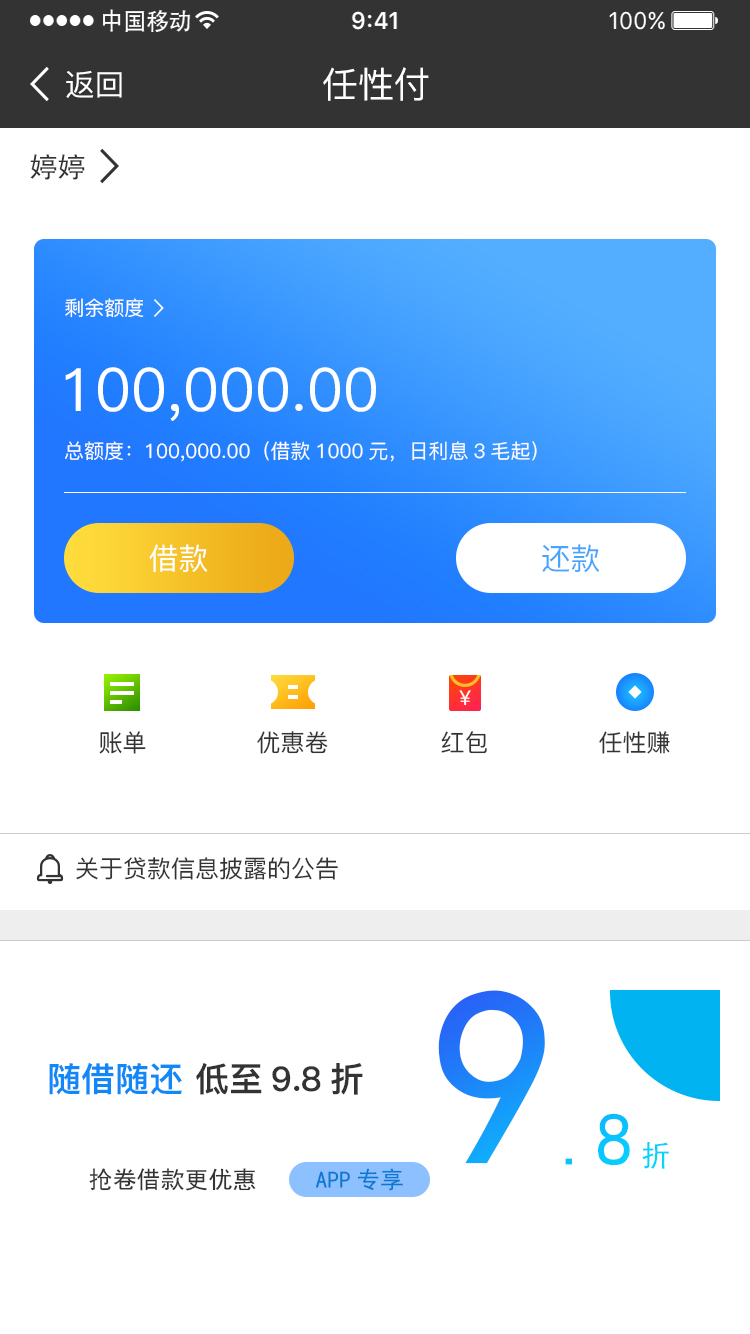 中国移动 9:41 100%
返回 任性付
婷婷
剩余额度
100,000.00
总额度：100,000.00（借款 1000 元，日利息 3 毛起）
借款 还款
¥
账单 优惠卷 红包 任性赚
关于贷款信息披露的公告
随借随还 低至 9.8 折
9.8折
抢卷借款更优惠 APP 专享